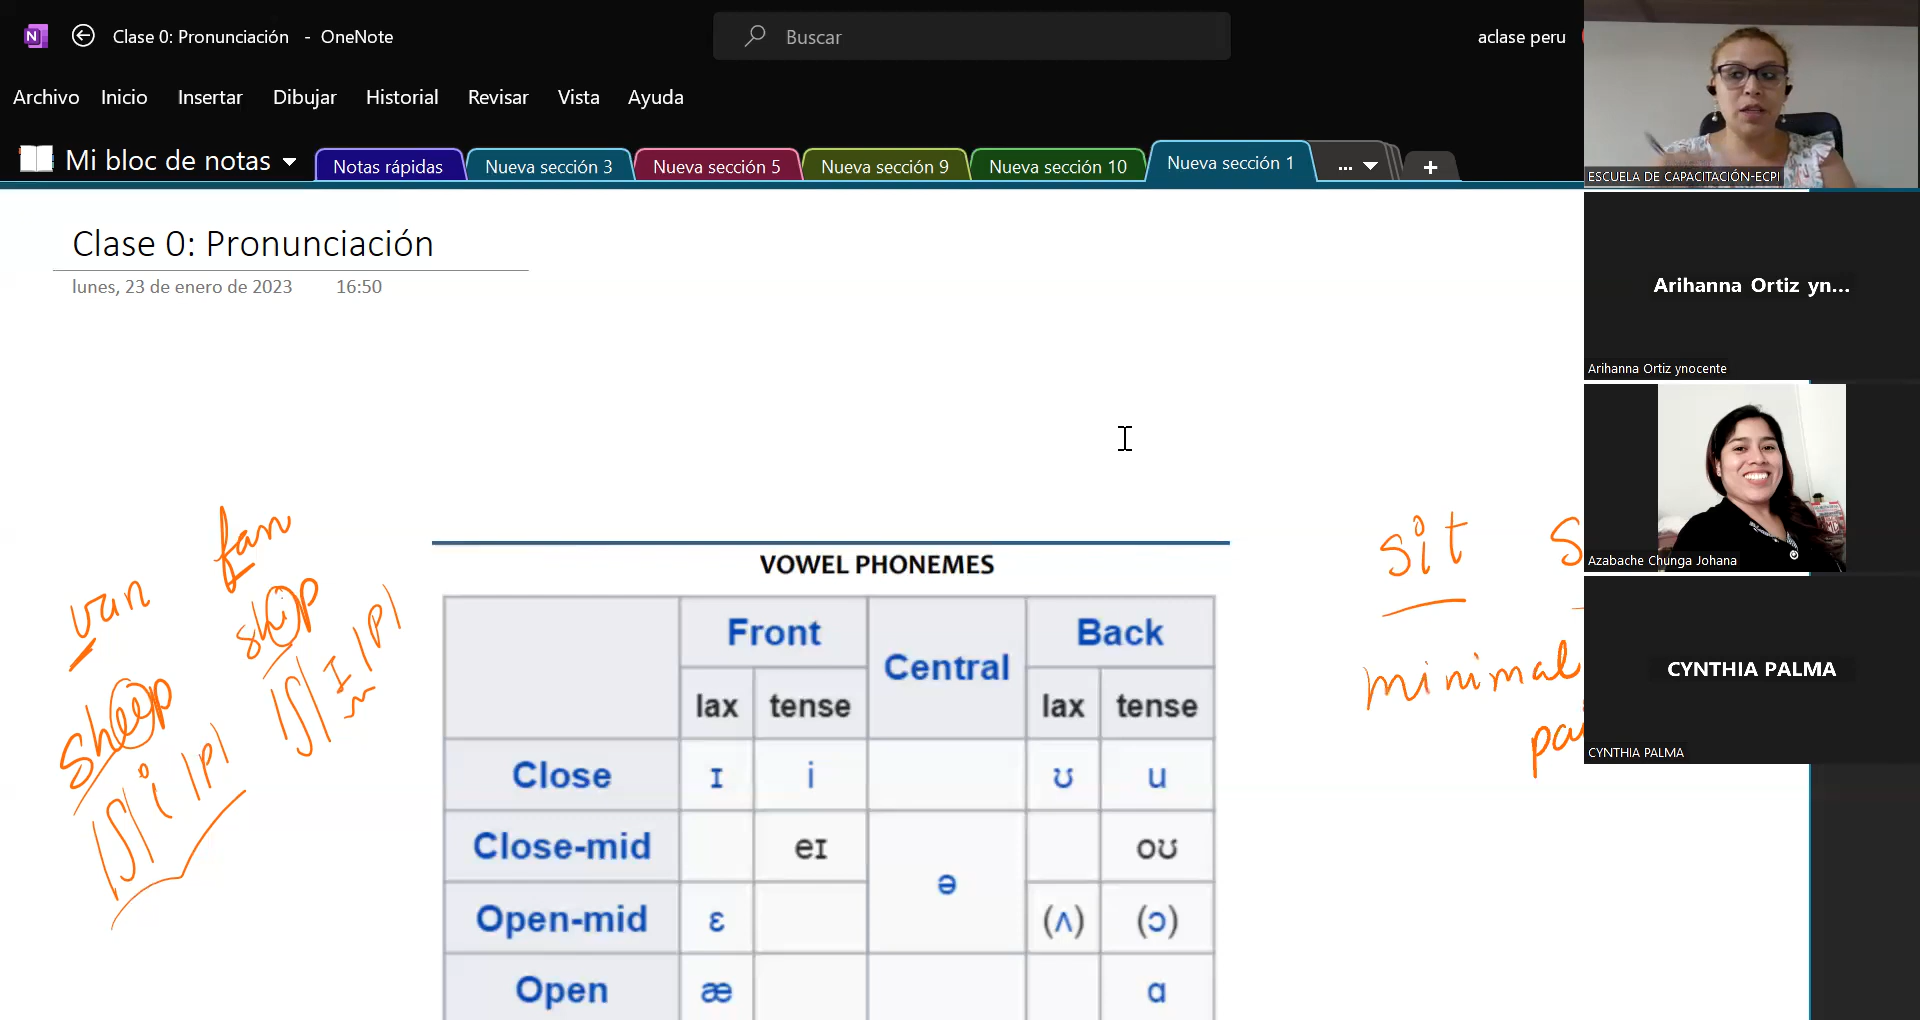 Clase 0: Pronunciación - OneNote
Buscar
aclase peru
Archivo Inicio Insertar Dibujar Historial Revisar Vista Ayuda
Mi bloc de notas
Notas rápidas
Nueva sección 3
Nueva sección 5
Nueva sección 9
Nueva sección 10
Nueva sección 1
...
+
ESCUELA DE CAPACITACIÓN-ECPI
Clase 0: Pronunciación
lunes, 23 de enero de 2023 16:50
Arihanna Ortiz yn...
Arihanna Ortiz ynocente
Azabache Chunga Johana
CYNTHIA PALMA
CYNTHIA PALMA
van fan
sheep ship
/ʃ/ i /p/
/ʃ/ I /p/
sit s
minimal
pai
VOWEL PHONEMES
Front Central Back
lax tense lax tense
Close ɪ i ʊ u
Close-mid eɪ ə oʊ
Open-mid ɛ (ʌ) (ɔ)
Open æ ɑ